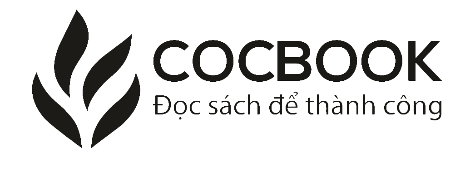 COCBOOK
Đọc sách để thành công